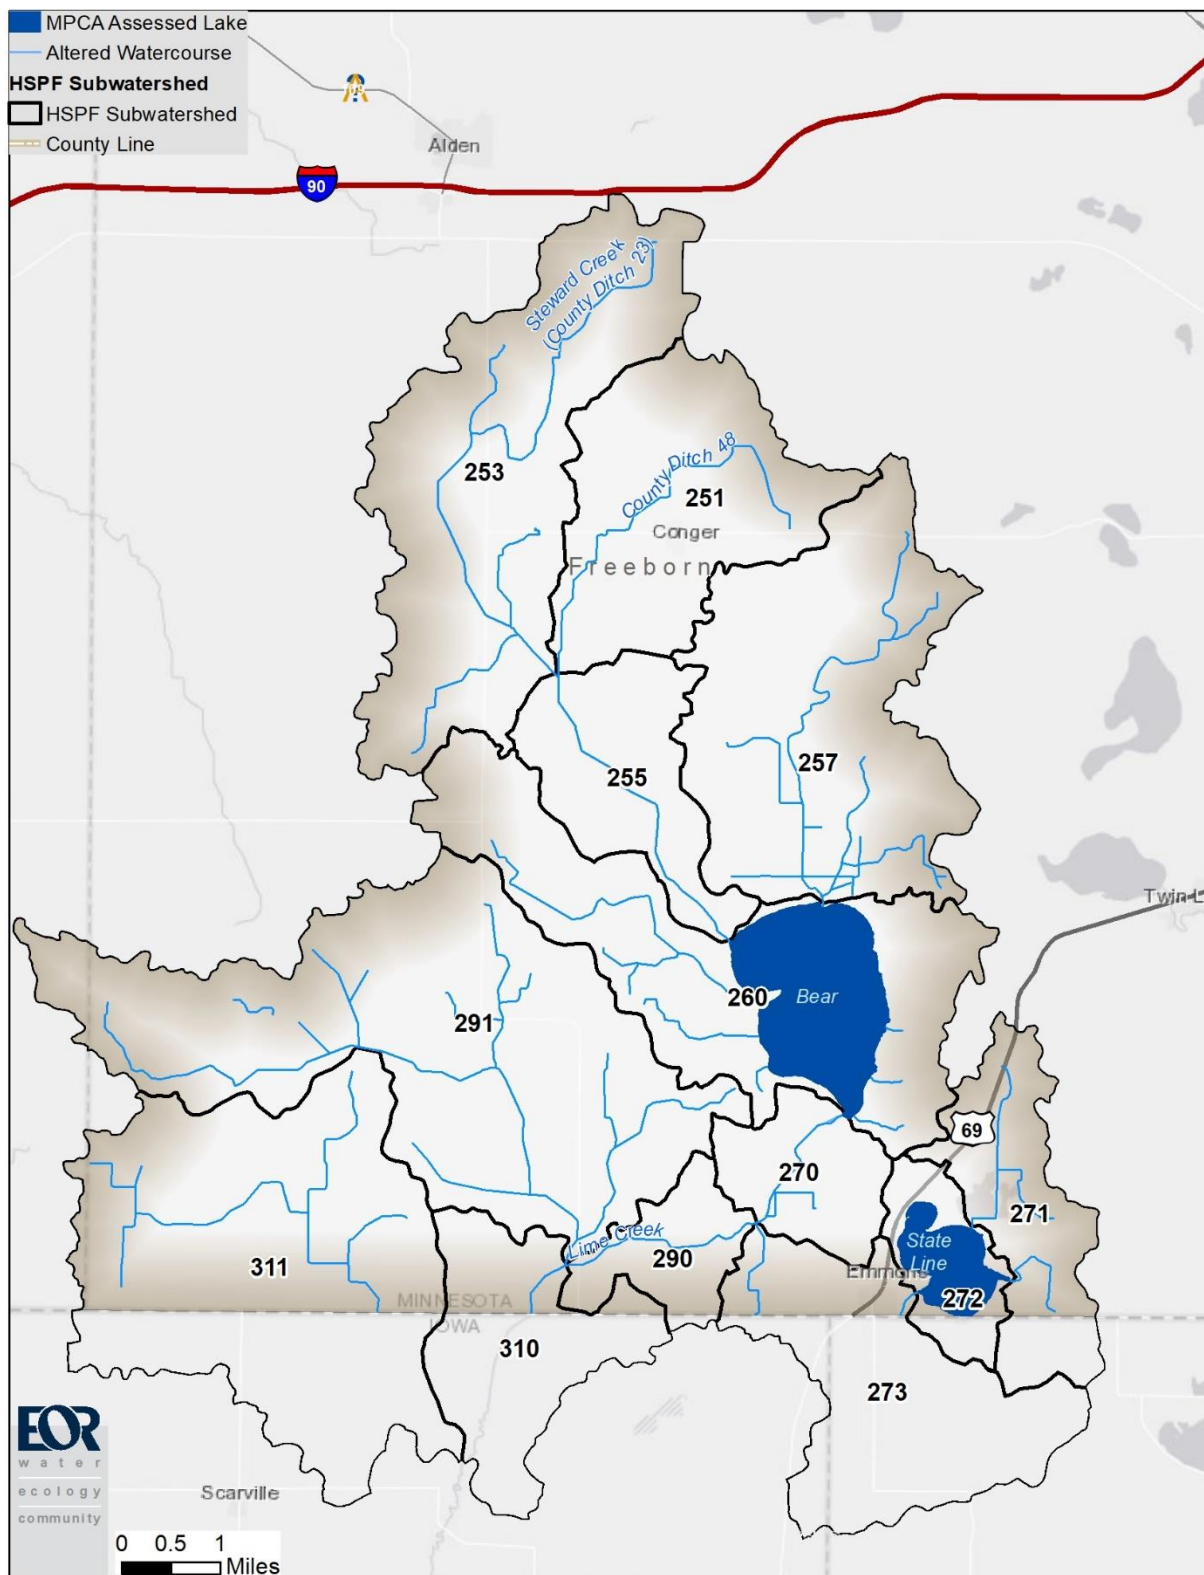 MPCA Assessed Lake
Altered Watercourse
HSPF Subwatershed
HSPF Subwatershed
County Line
Alden
90
Steward Creek
(County Ditch 23)
253
County Ditch 48
251
Conger
Freeborn
255
257
Twin L
260
Bear
291
69
270
271
State
Line
Lime Creek
290
311
Emmons
272
MINNESOTA
IOWA
310
273
EOR
water
ecology
community
Scarville
0 0.5 1
Miles